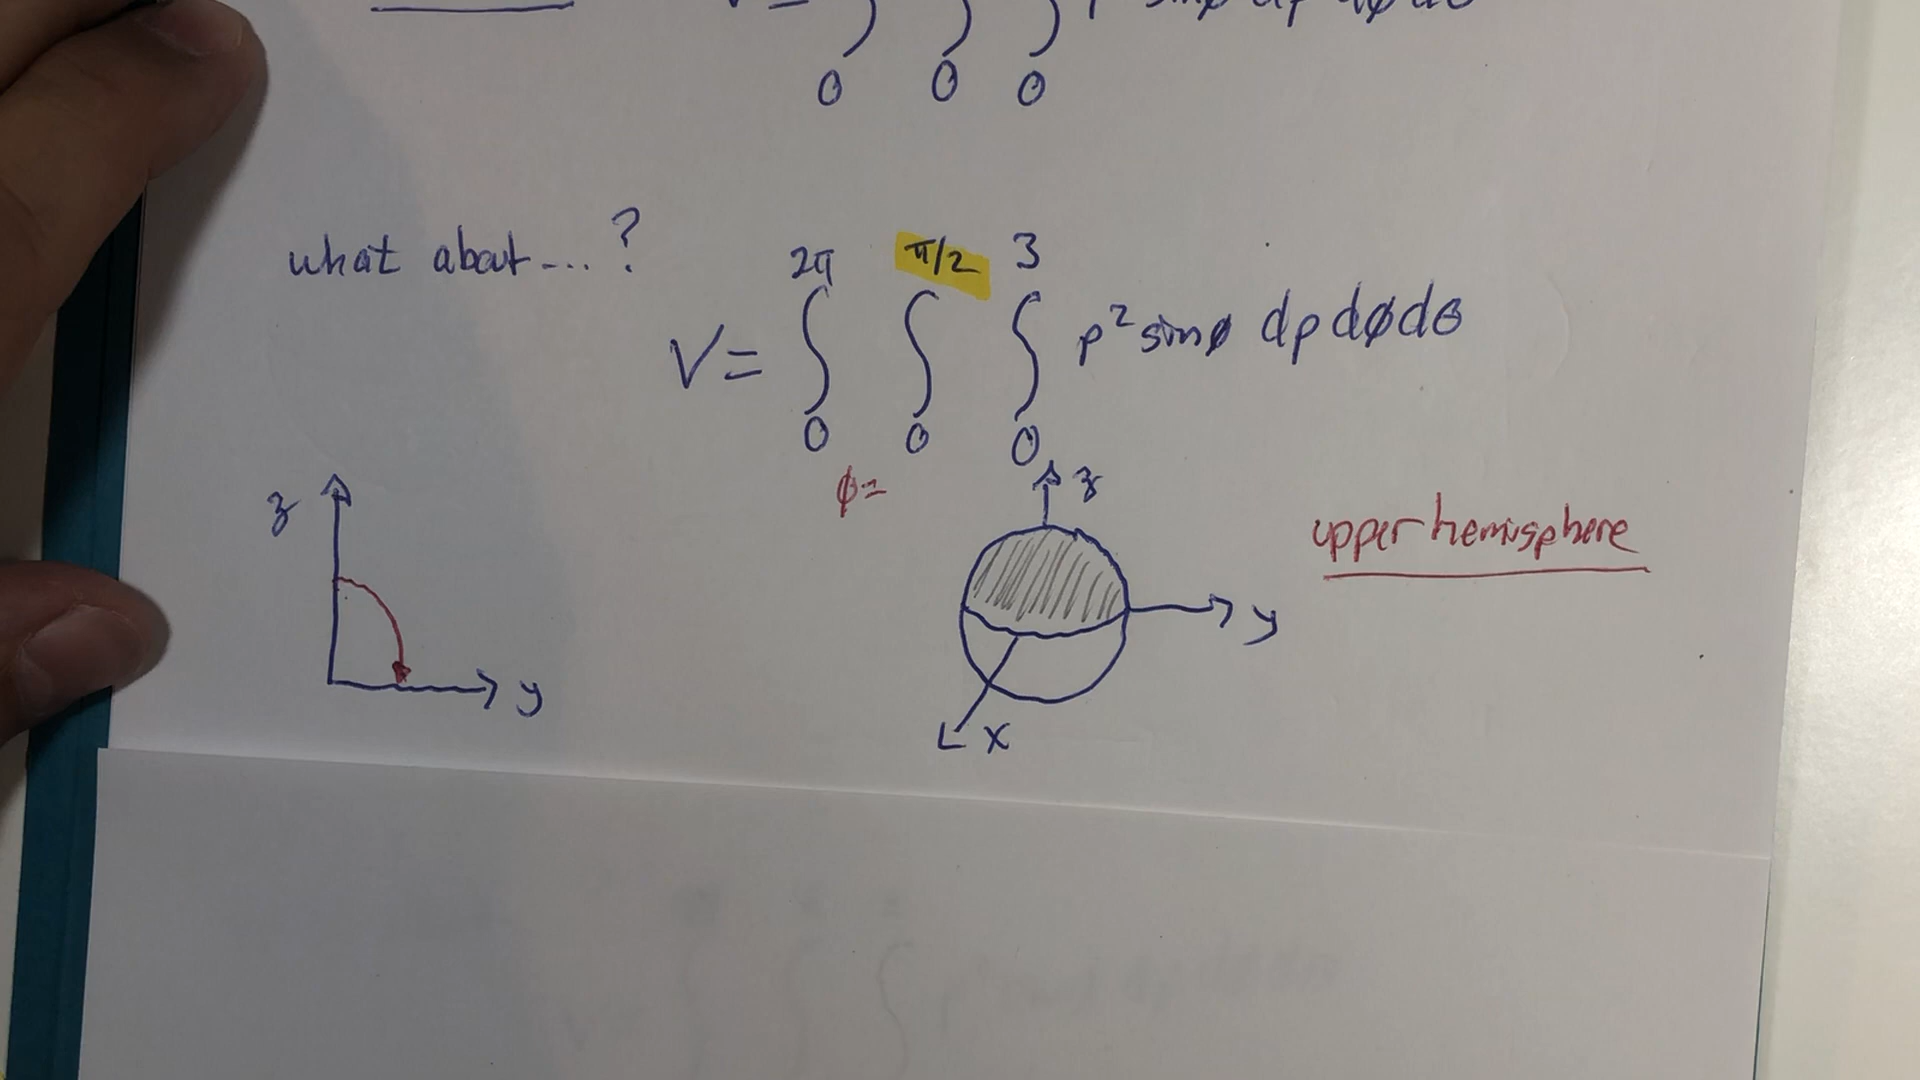 0 0 0
what about...?
2π π/2 3
V = ∫ ∫ ∫ ρ² sinφ dρ dφ dθ
0 0 0
φ=
z
z
upper hemisphere
y
y
x